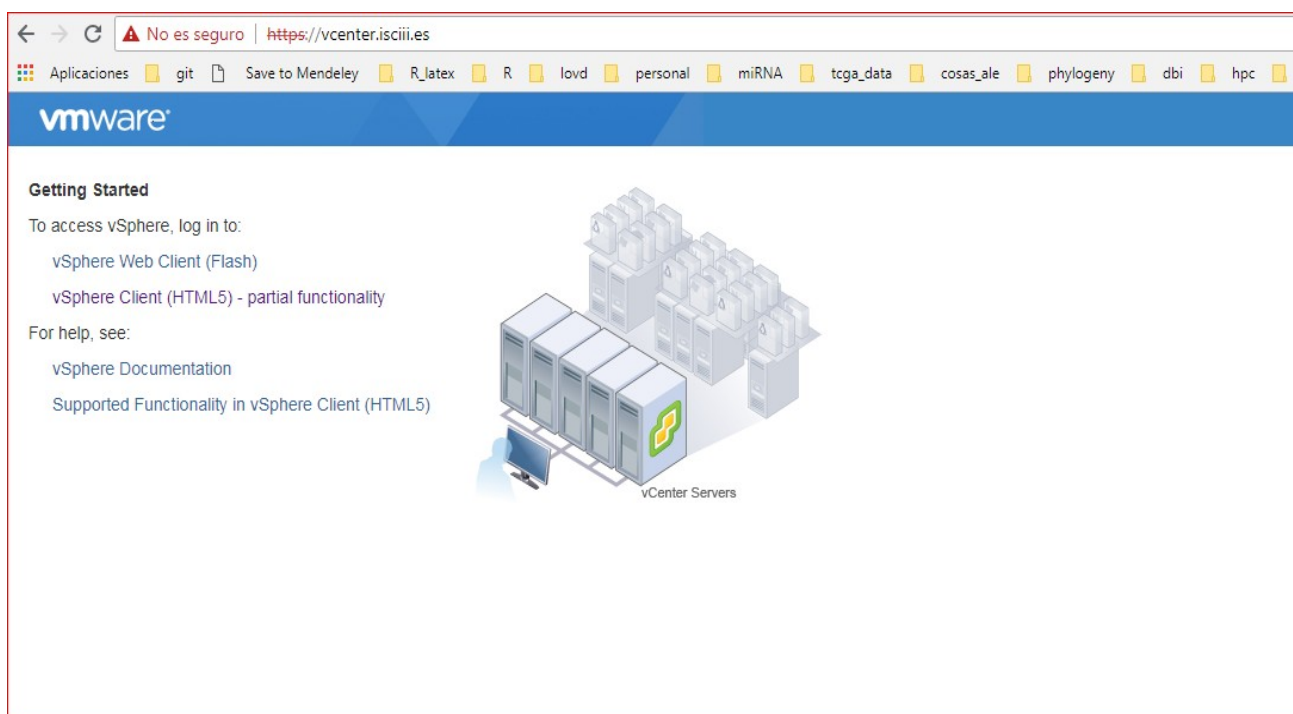 No es seguro | https://vcenter.isciii.es
Aplicaciones git Save to Mendeley R_latex R lovd personal miRNA tcga_data cosas_ale phylogeny dbi hpc
vmware®
Getting Started
To access vSphere, log in to:
vSphere Web Client (Flash)
vSphere Client (HTML5) - partial functionality
For help, see:
vSphere Documentation
Supported Functionality in vSphere Client (HTML5)
vCenter Servers